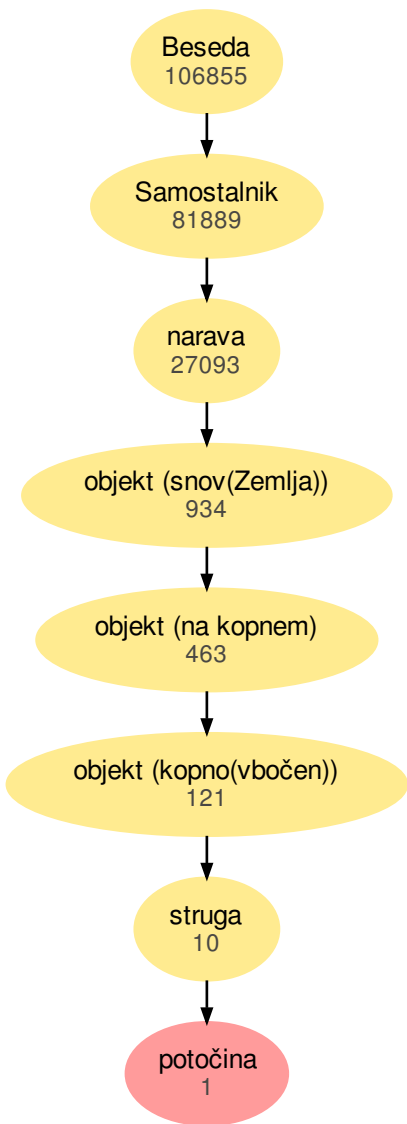 Beseda
106855
Samostalnik
81889
narava
27093
objekt (snov(Zemlja))
934
objekt (na kopnem)
463
objekt (kopno(vbočen))
121
struga
10
potočina
1